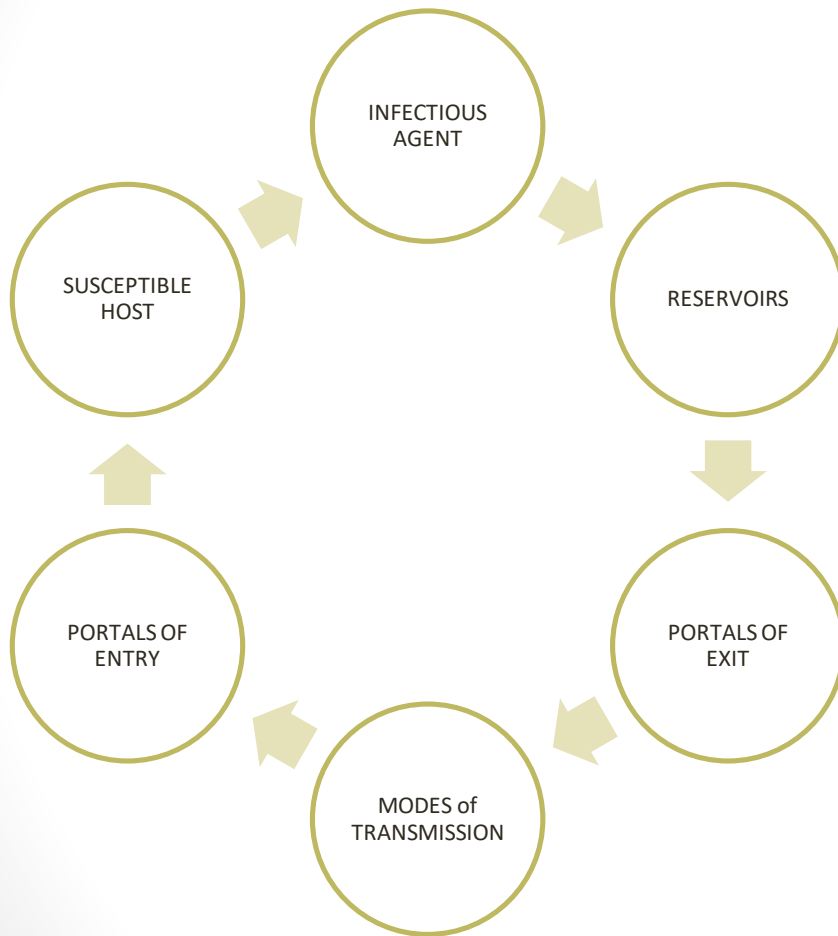 INFECTIOUS
AGENT
RESERVOIRS
PORTALS OF
EXIT
MODES of
TRANSMISSION
PORTALS OF
ENTRY
SUSCEPTIBLE
HOST